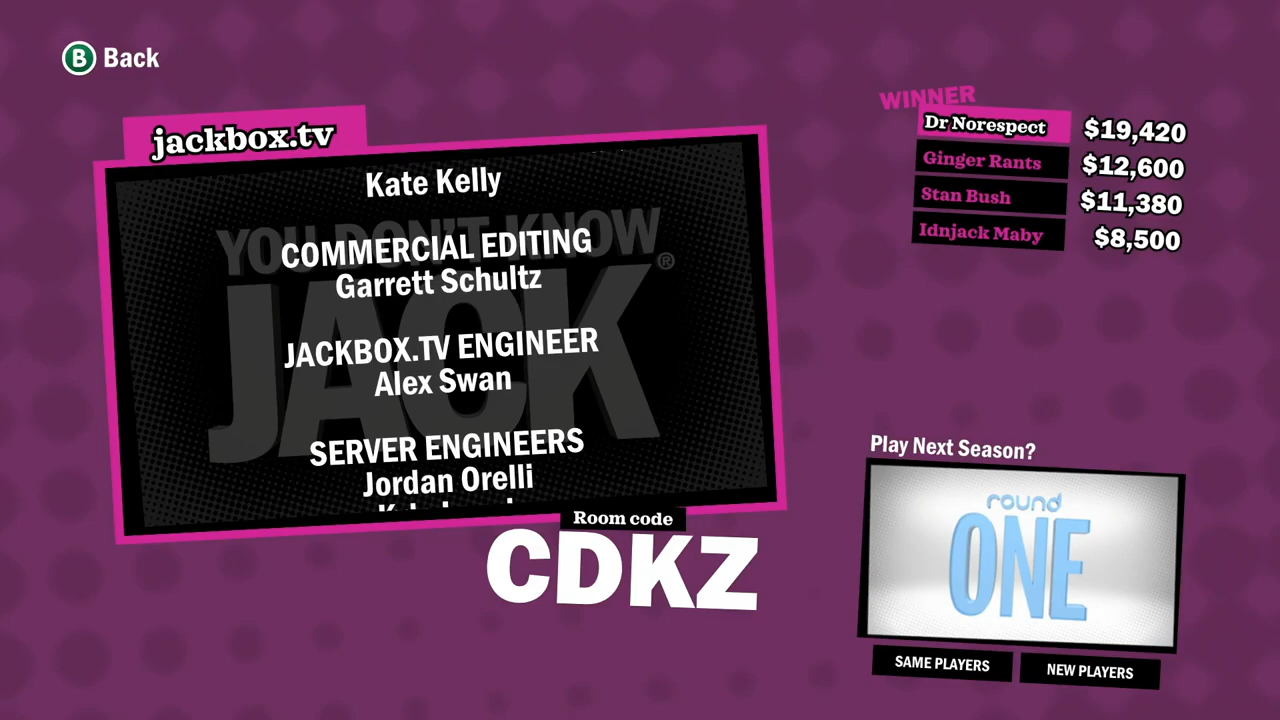 B Back
jackbox.tv
Kate Kelly
YOU DON'T KNOW
JACK®
COMMERCIAL EDITING
Garrett Schultz
JACKBOX.TV ENGINEER
Alex Swan
SERVER ENGINEERS
Jordan Orelli
Room code
CDKZ
WINNER
Dr Norespect $19,420
Ginger Rants $12,600
Stan Bush $11,380
Idnjack Maby $8,500
Play Next Season?
round
ONE
SAME PLAYERS
NEW PLAYERS